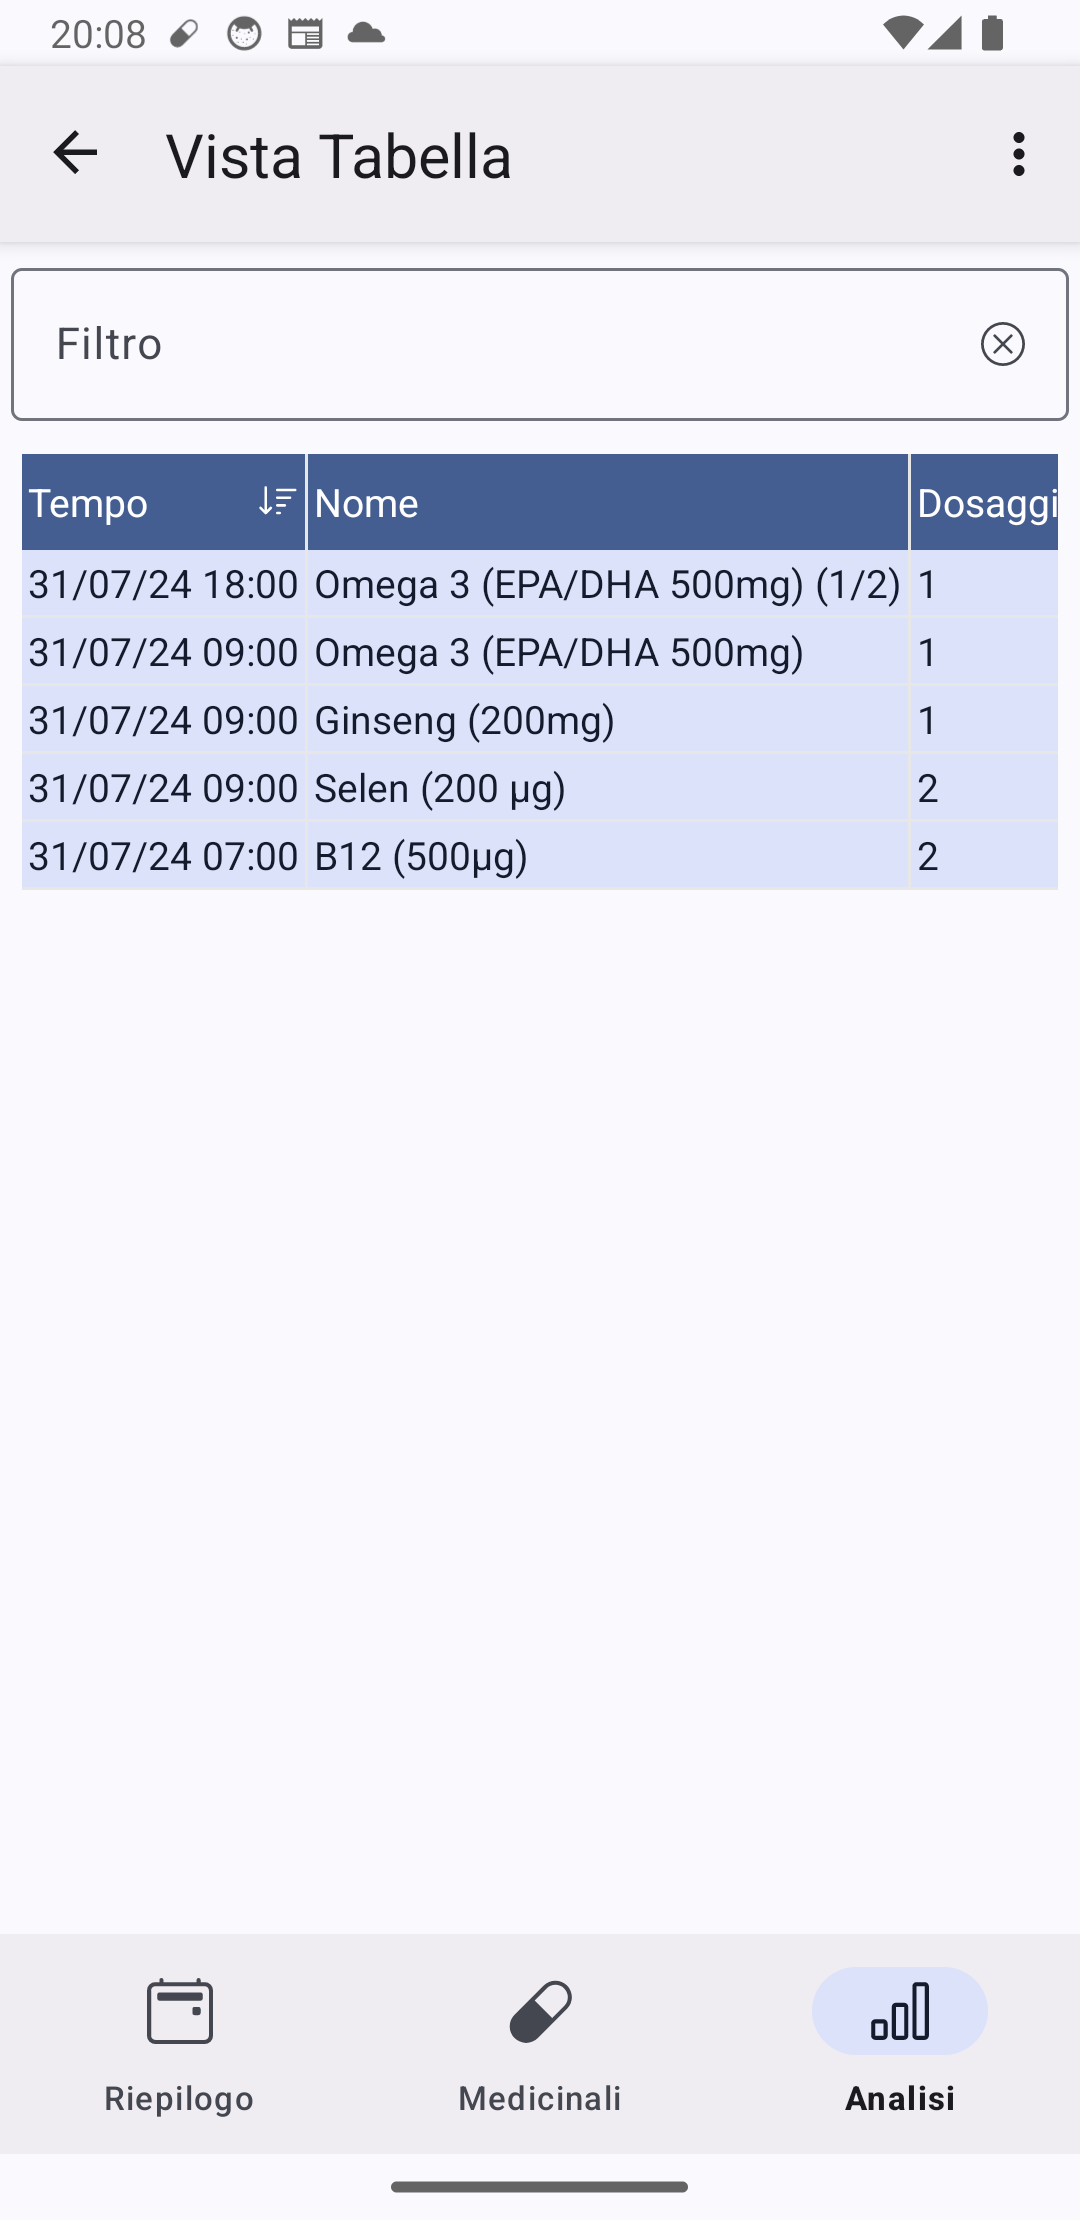 20:08
Vista Tabella
Filtro
Tempo Nome Dosaggi
31/07/24 18:00 Omega 3 (EPA/DHA 500mg) (1/2) 1
31/07/24 09:00 Omega 3 (EPA/DHA 500mg) 1
31/07/24 09:00 Ginseng (200mg) 1
31/07/24 09:00 Selen (200 µg) 2
31/07/24 07:00 B12 (500µg) 2
Riepilogo Medicinali Analisi